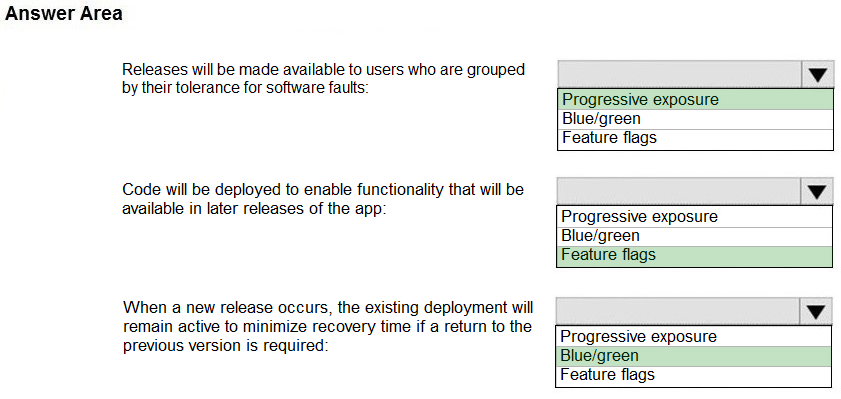 Answer Area
Releases will be made available to users who are grouped
by their tolerance for software faults:
Progressive exposure
Blue/green
Feature flags
Code will be deployed to enable functionality that will be
available in later releases of the app:
Progressive exposure
Blue/green
Feature flags
When a new release occurs, the existing deployment will
remain active to minimize recovery time if a return to the
previous version is required:
Progressive exposure
Blue/green
Feature flags